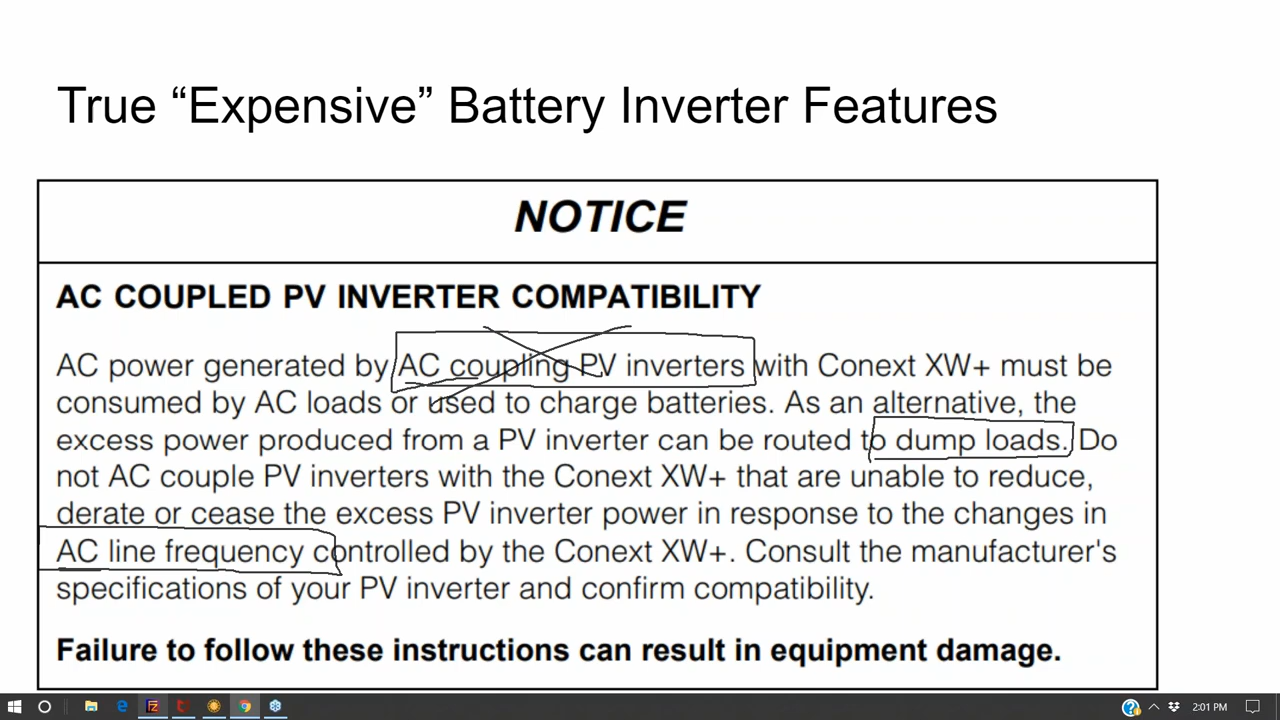 True “Expensive” Battery Inverter Features
NOTICE
AC COUPLED PV INVERTER COMPATIBILITY
AC power generated by AC coupling PV inverters with Conext XW+ must be
consumed by AC loads or used to charge batteries. As an alternative, the
excess power produced from a PV inverter can be routed to dump loads. Do
not AC couple PV inverters with the Conext XW+ that are unable to reduce,
derate or cease the excess PV inverter power in response to the changes in
AC line frequency controlled by the Conext XW+. Consult the manufacturer's
specifications of your PV inverter and confirm compatibility.
Failure to follow these instructions can result in equipment damage.
2:01 PM